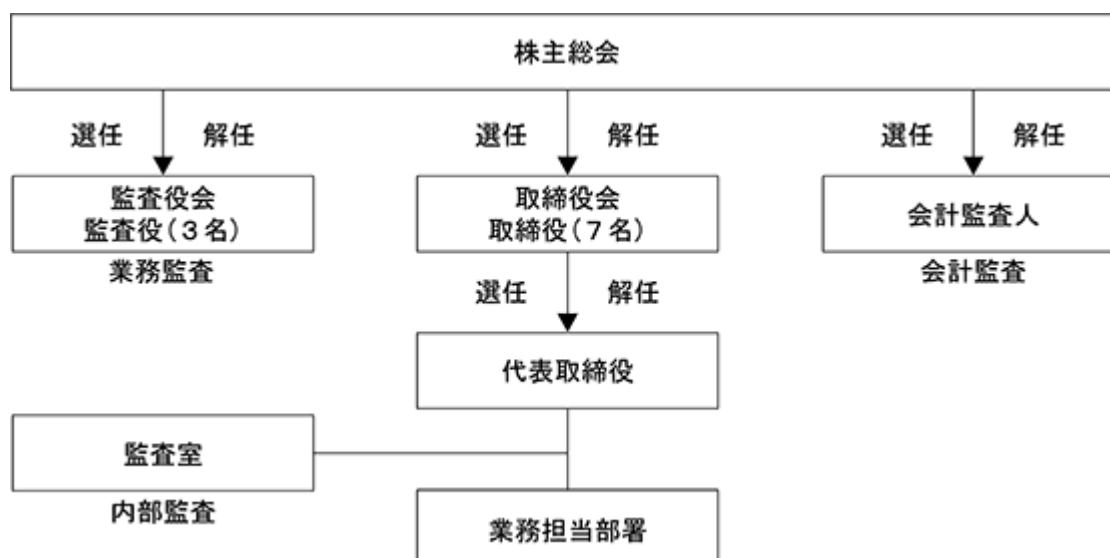 株主総会
選任 解任 選任 解任 選任 解任
監査役会
監査役(3名)
業務監査
取締役会
取締役(7名)
会計監査人
会計監査
選任 解任
代表取締役
監査室
内部監査
業務担当部署